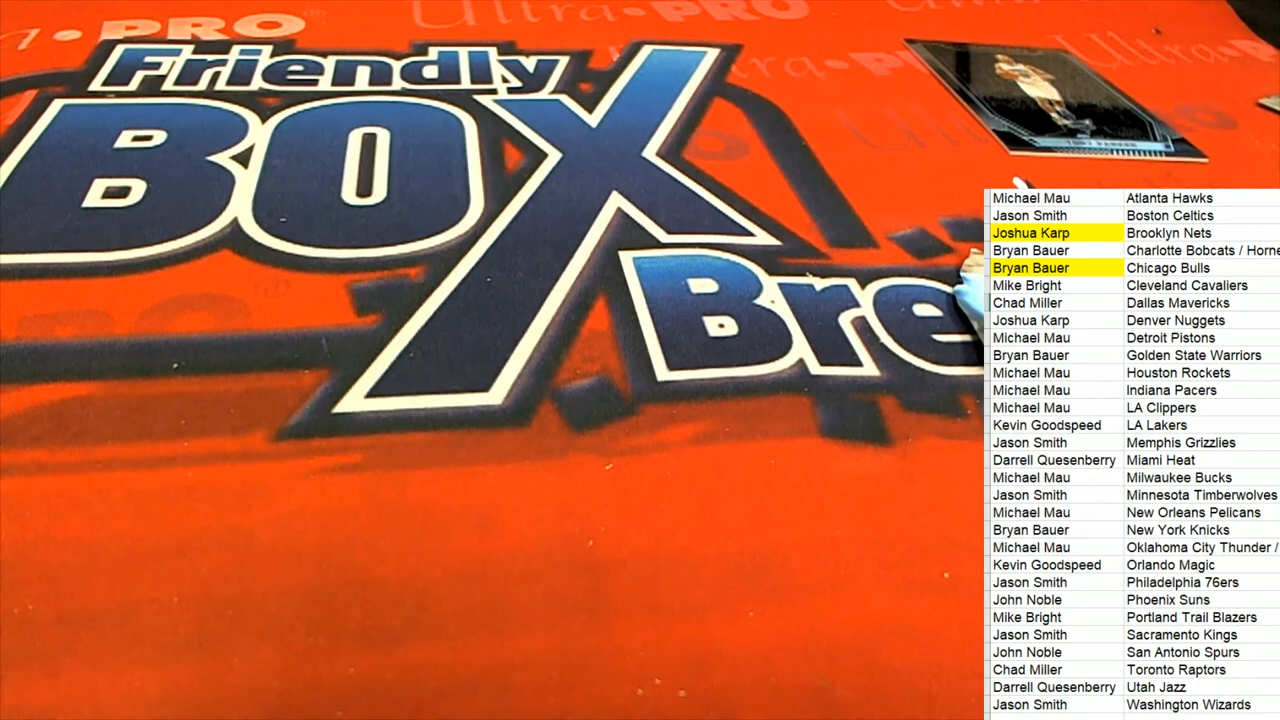 Ultra•PRO
Ultra•PRO
Ultra•PRO
Friendly
BOX
Bre
TONY PARKER
Michael Mau Atlanta Hawks
Jason Smith Boston Celtics
Joshua Karp Brooklyn Nets
Bryan Bauer Charlotte Bobcats / Horne
Bryan Bauer Chicago Bulls
Mike Bright Cleveland Cavaliers
Chad Miller Dallas Mavericks
Joshua Karp Denver Nuggets
Michael Mau Detroit Pistons
Bryan Bauer Golden State Warriors
Michael Mau Houston Rockets
Michael Mau Indiana Pacers
Michael Mau LA Clippers
Kevin Goodspeed LA Lakers
Jason Smith Memphis Grizzlies
Darrell Quesenberry Miami Heat
Michael Mau Milwaukee Bucks
Jason Smith Minnesota Timberwolves
Michael Mau New Orleans Pelicans
Bryan Bauer New York Knicks
Michael Mau Oklahoma City Thunder /
Kevin Goodspeed Orlando Magic
Jason Smith Philadelphia 76ers
John Noble Phoenix Suns
Mike Bright Portland Trail Blazers
Jason Smith Sacramento Kings
John Noble San Antonio Spurs
Chad Miller Toronto Raptors
Darrell Quesenberry Utah Jazz
Jason Smith Washington Wizards